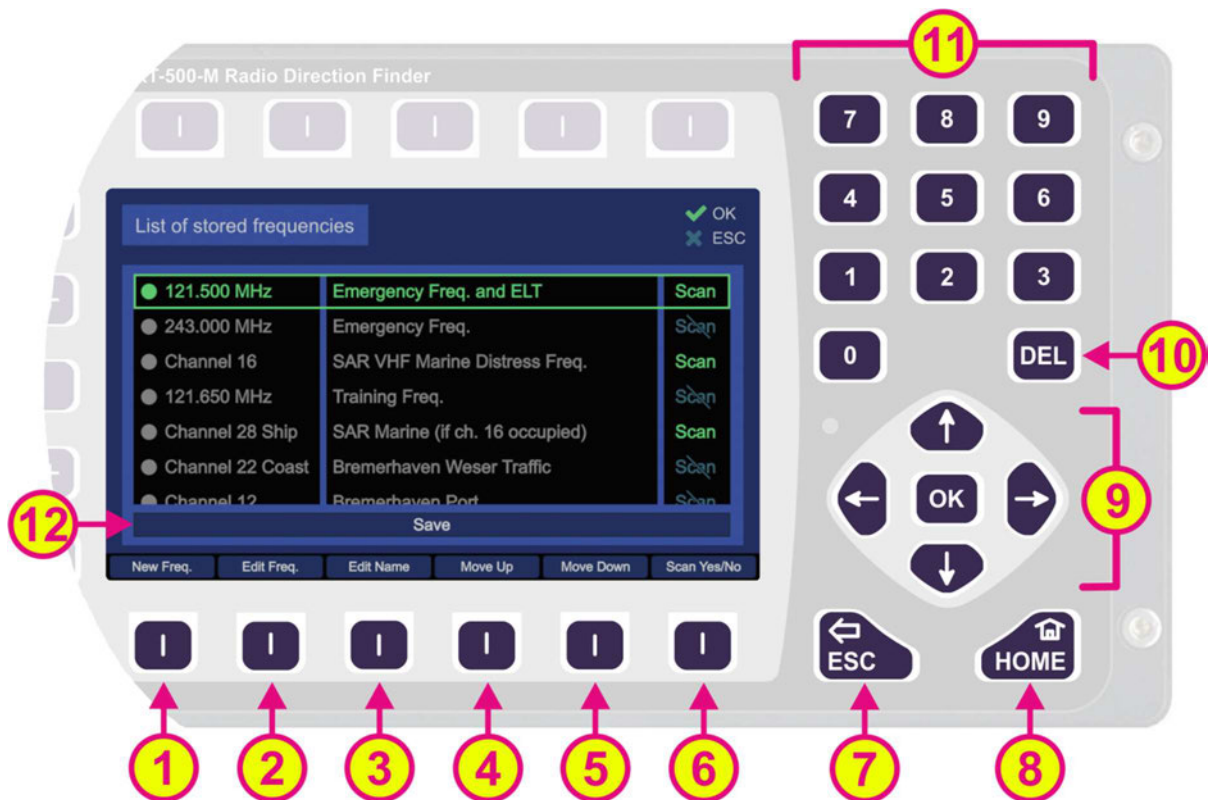 11
RT-500-M Radio Direction Finder
7 8 9
4 5 6
1 2 3
0 DEL
10
List of stored frequencies
OK
ESC
121.500 MHz Emergency Freq. and ELT Scan
243.000 MHz Emergency Freq. Scan
Channel 16 SAR VHF Marine Distress Freq. Scan
121.650 MHz Training Freq. Scan
Channel 28 Ship SAR Marine (if ch. 16 occupied) Scan
Channel 22 Coast Bremerhaven Weser Traffic Scan
Channel 12 Bremerhaven Port Scan
12
Save
OK
9
New Freq. Edit Freq. Edit Name Move Up Move Down Scan Yes/No
ESC
HOME
1 2 3 4 5 6 7 8